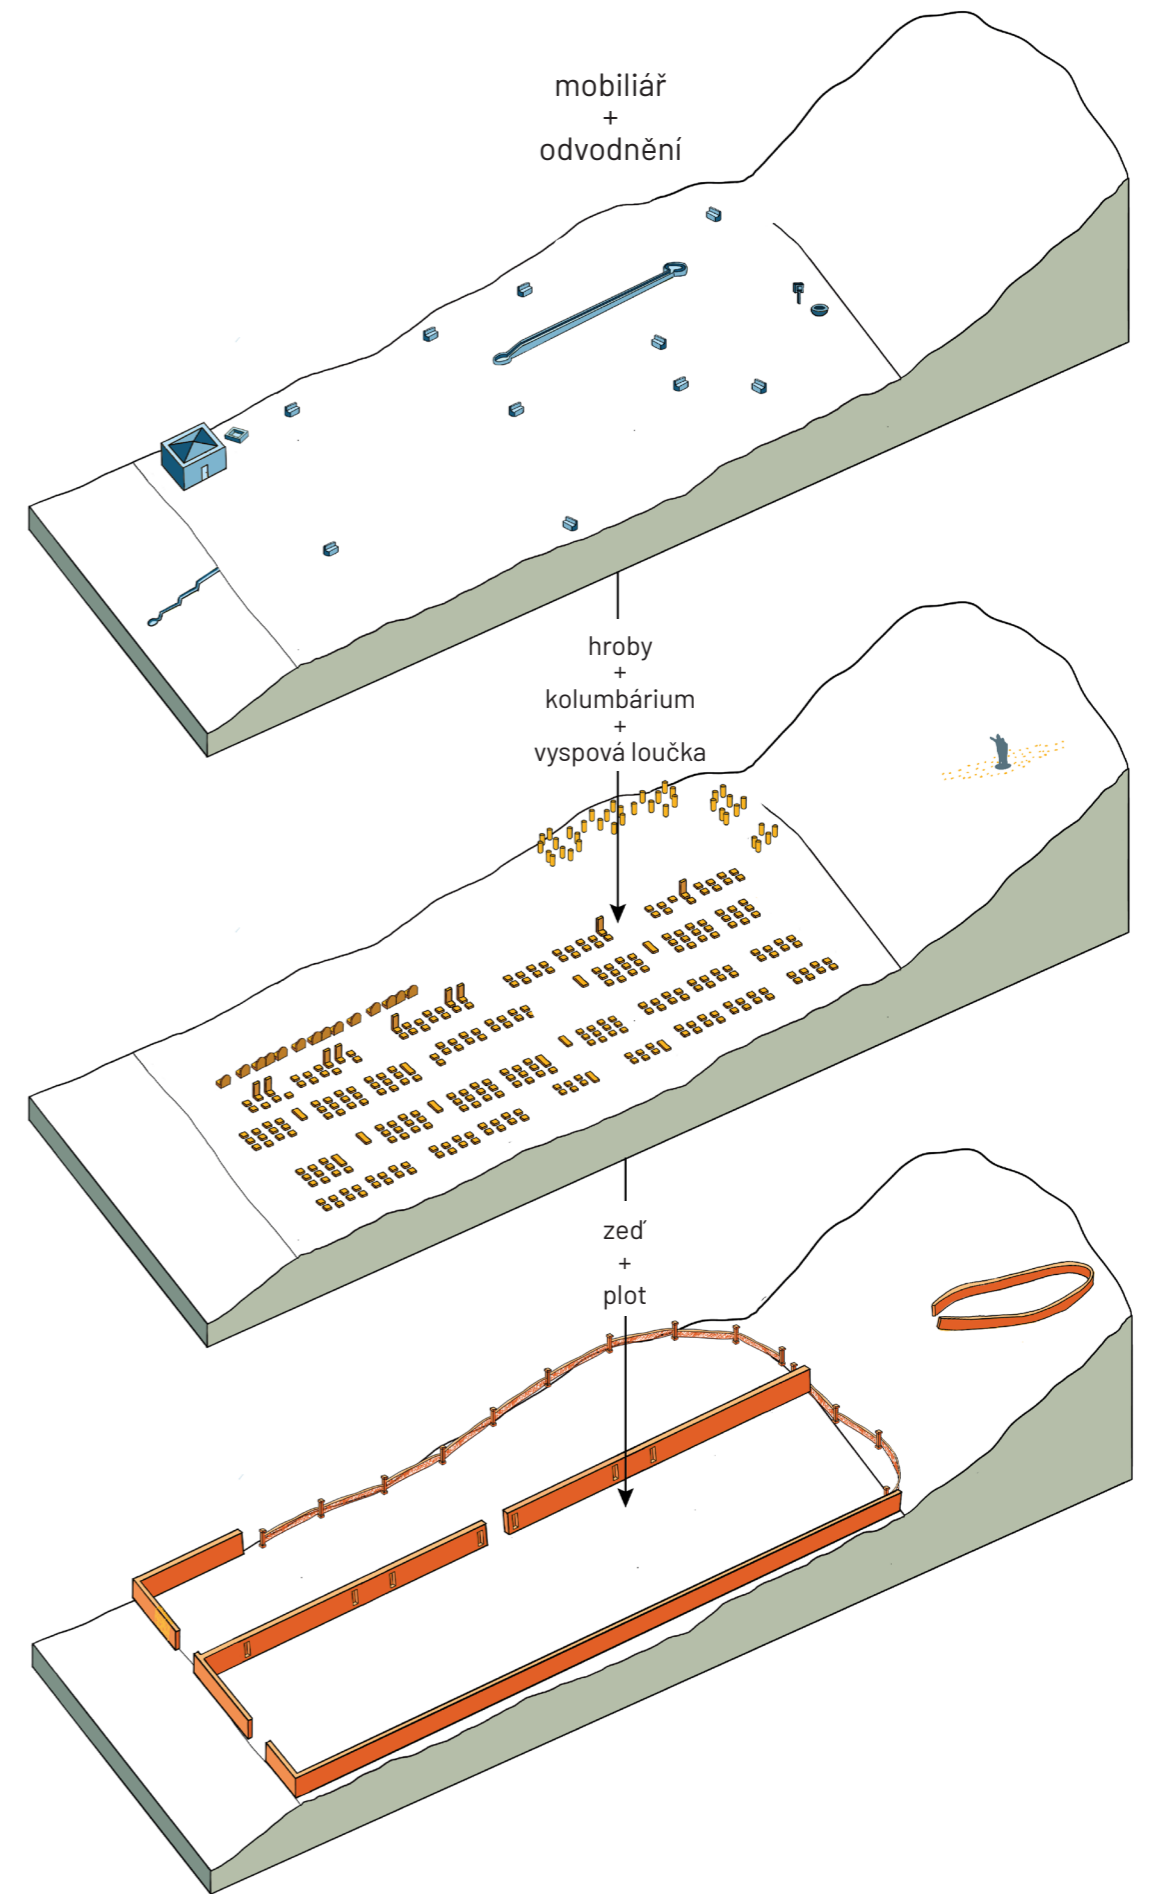 mobiliář
+
odvodnění
hroby
+
kolumbárium
+
vyspová loučka
zeď
+
plot